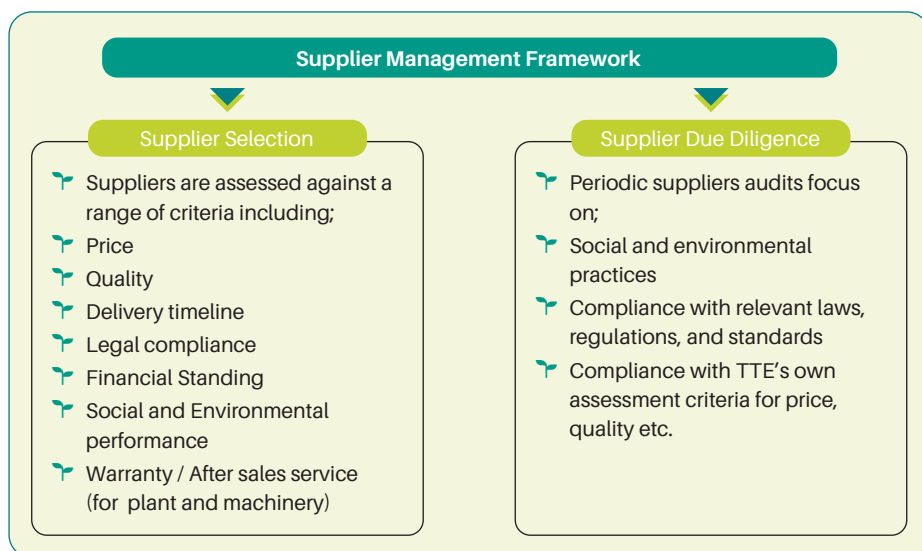 Supplier Management Framework
Supplier Selection
Suppliers are assessed against a
range of criteria including;
Price
Quality
Delivery timeline
Legal compliance
Financial Standing
Social and Environmental
performance
Warranty / After sales service
(for plant and machinery)
Supplier Due Diligence
Periodic suppliers audits focus
on;
Social and environmental
practices
Compliance with relevant laws,
regulations, and standards
Compliance with TTE’s own
assessment criteria for price,
quality etc.